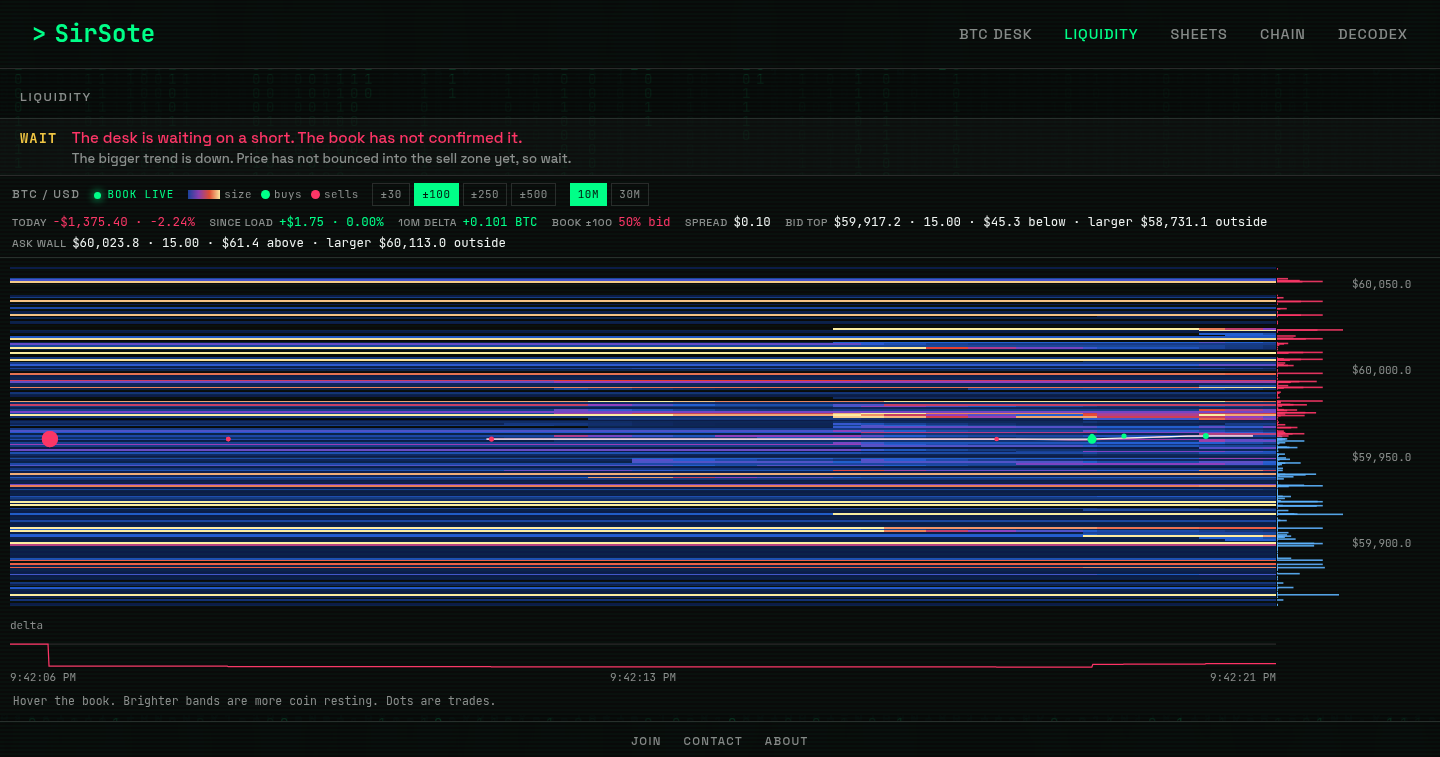 > SirSote
BTC DESK LIQUIDITY SHEETS CHAIN DECODEX
LIQUIDITY
WAIT The desk is waiting on a short. The book has not confirmed it.
The bigger trend is down. Price has not bounced into the sell zone yet, so wait.
BTC / USD BOOK LIVE size buys sells ±30 ±100 ±250 ±500 10M 30M
TODAY -$1,375.40 · -2.24% SINCE LOAD +$1.75 · 0.00% 10M DELTA +0.101 BTC BOOK ±100 50% bid SPREAD $0.10 BID TOP $59,917.2 · 15.00 · $45.3 below · larger $58,731.1 outside
ASK WALL $60,023.8 · 15.00 · $61.4 above · larger $60,113.0 outside
$60,050.0
$60,000.0
$59,950.0
$59,900.0
delta
9:42:06 PM 9:42:13 PM 9:42:21 PM
Hover the book. Brighter bands are more coin resting. Dots are trades.
JOIN CONTACT ABOUT